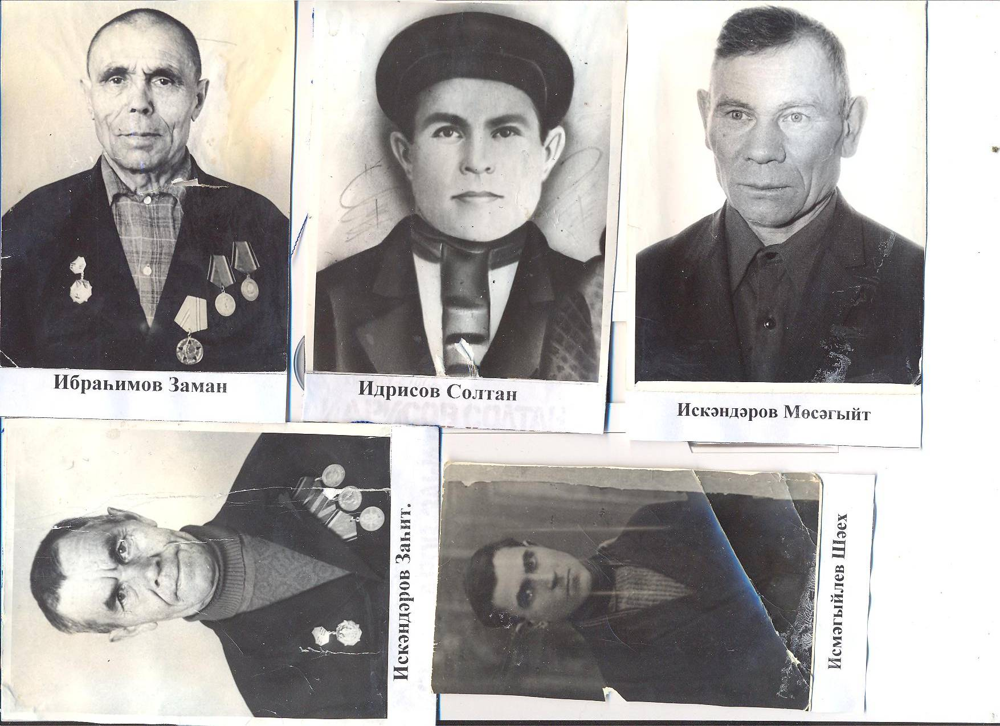 Ибраһимов Заман
Идрисов Солтан
Искәндәров Мөсәгыйт
Искәндәров Заһит.
Исмәгыйлев Шәех